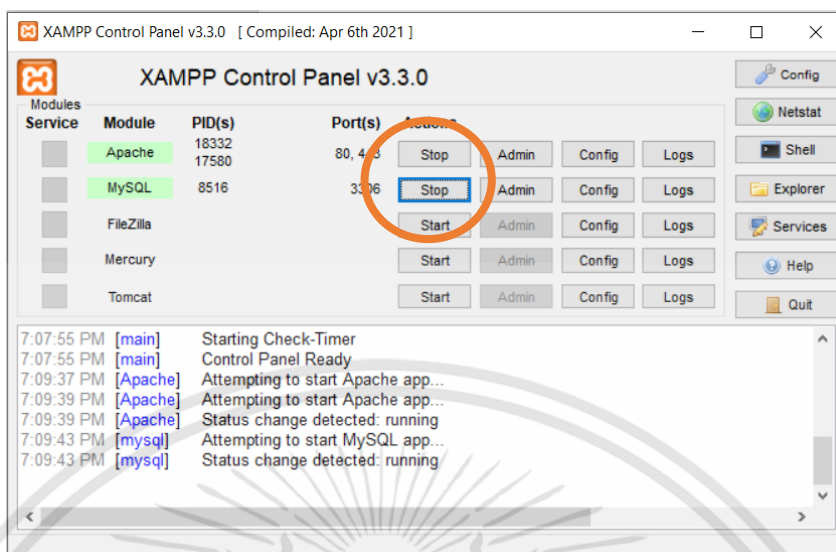 XAMPP Control Panel v3.3.0 [ Compiled: Apr 6th 2021 ]
XAMPP Control Panel v3.3.0
Config
Modules
Service Module PID(s) Port(s) Actions
Netstat
Apache 18332 17580 80, 443 Stop Admin Config Logs
Shell
MySQL 8516 3306 Stop Admin Config Logs
Explorer
FileZilla Start Admin Config Logs
Services
Mercury Start Admin Config Logs
Help
Tomcat Start Admin Config Logs
Quit
7:07:55 PM [main] Starting Check-Timer
7:07:55 PM [main] Control Panel Ready
7:09:37 PM [Apache] Attempting to start Apache app...
7:09:39 PM [Apache] Attempting to start Apache app...
7:09:39 PM [Apache] Status change detected: running
7:09:43 PM [mysql] Attempting to start MySQL app...
7:09:43 PM [mysql] Status change detected: running